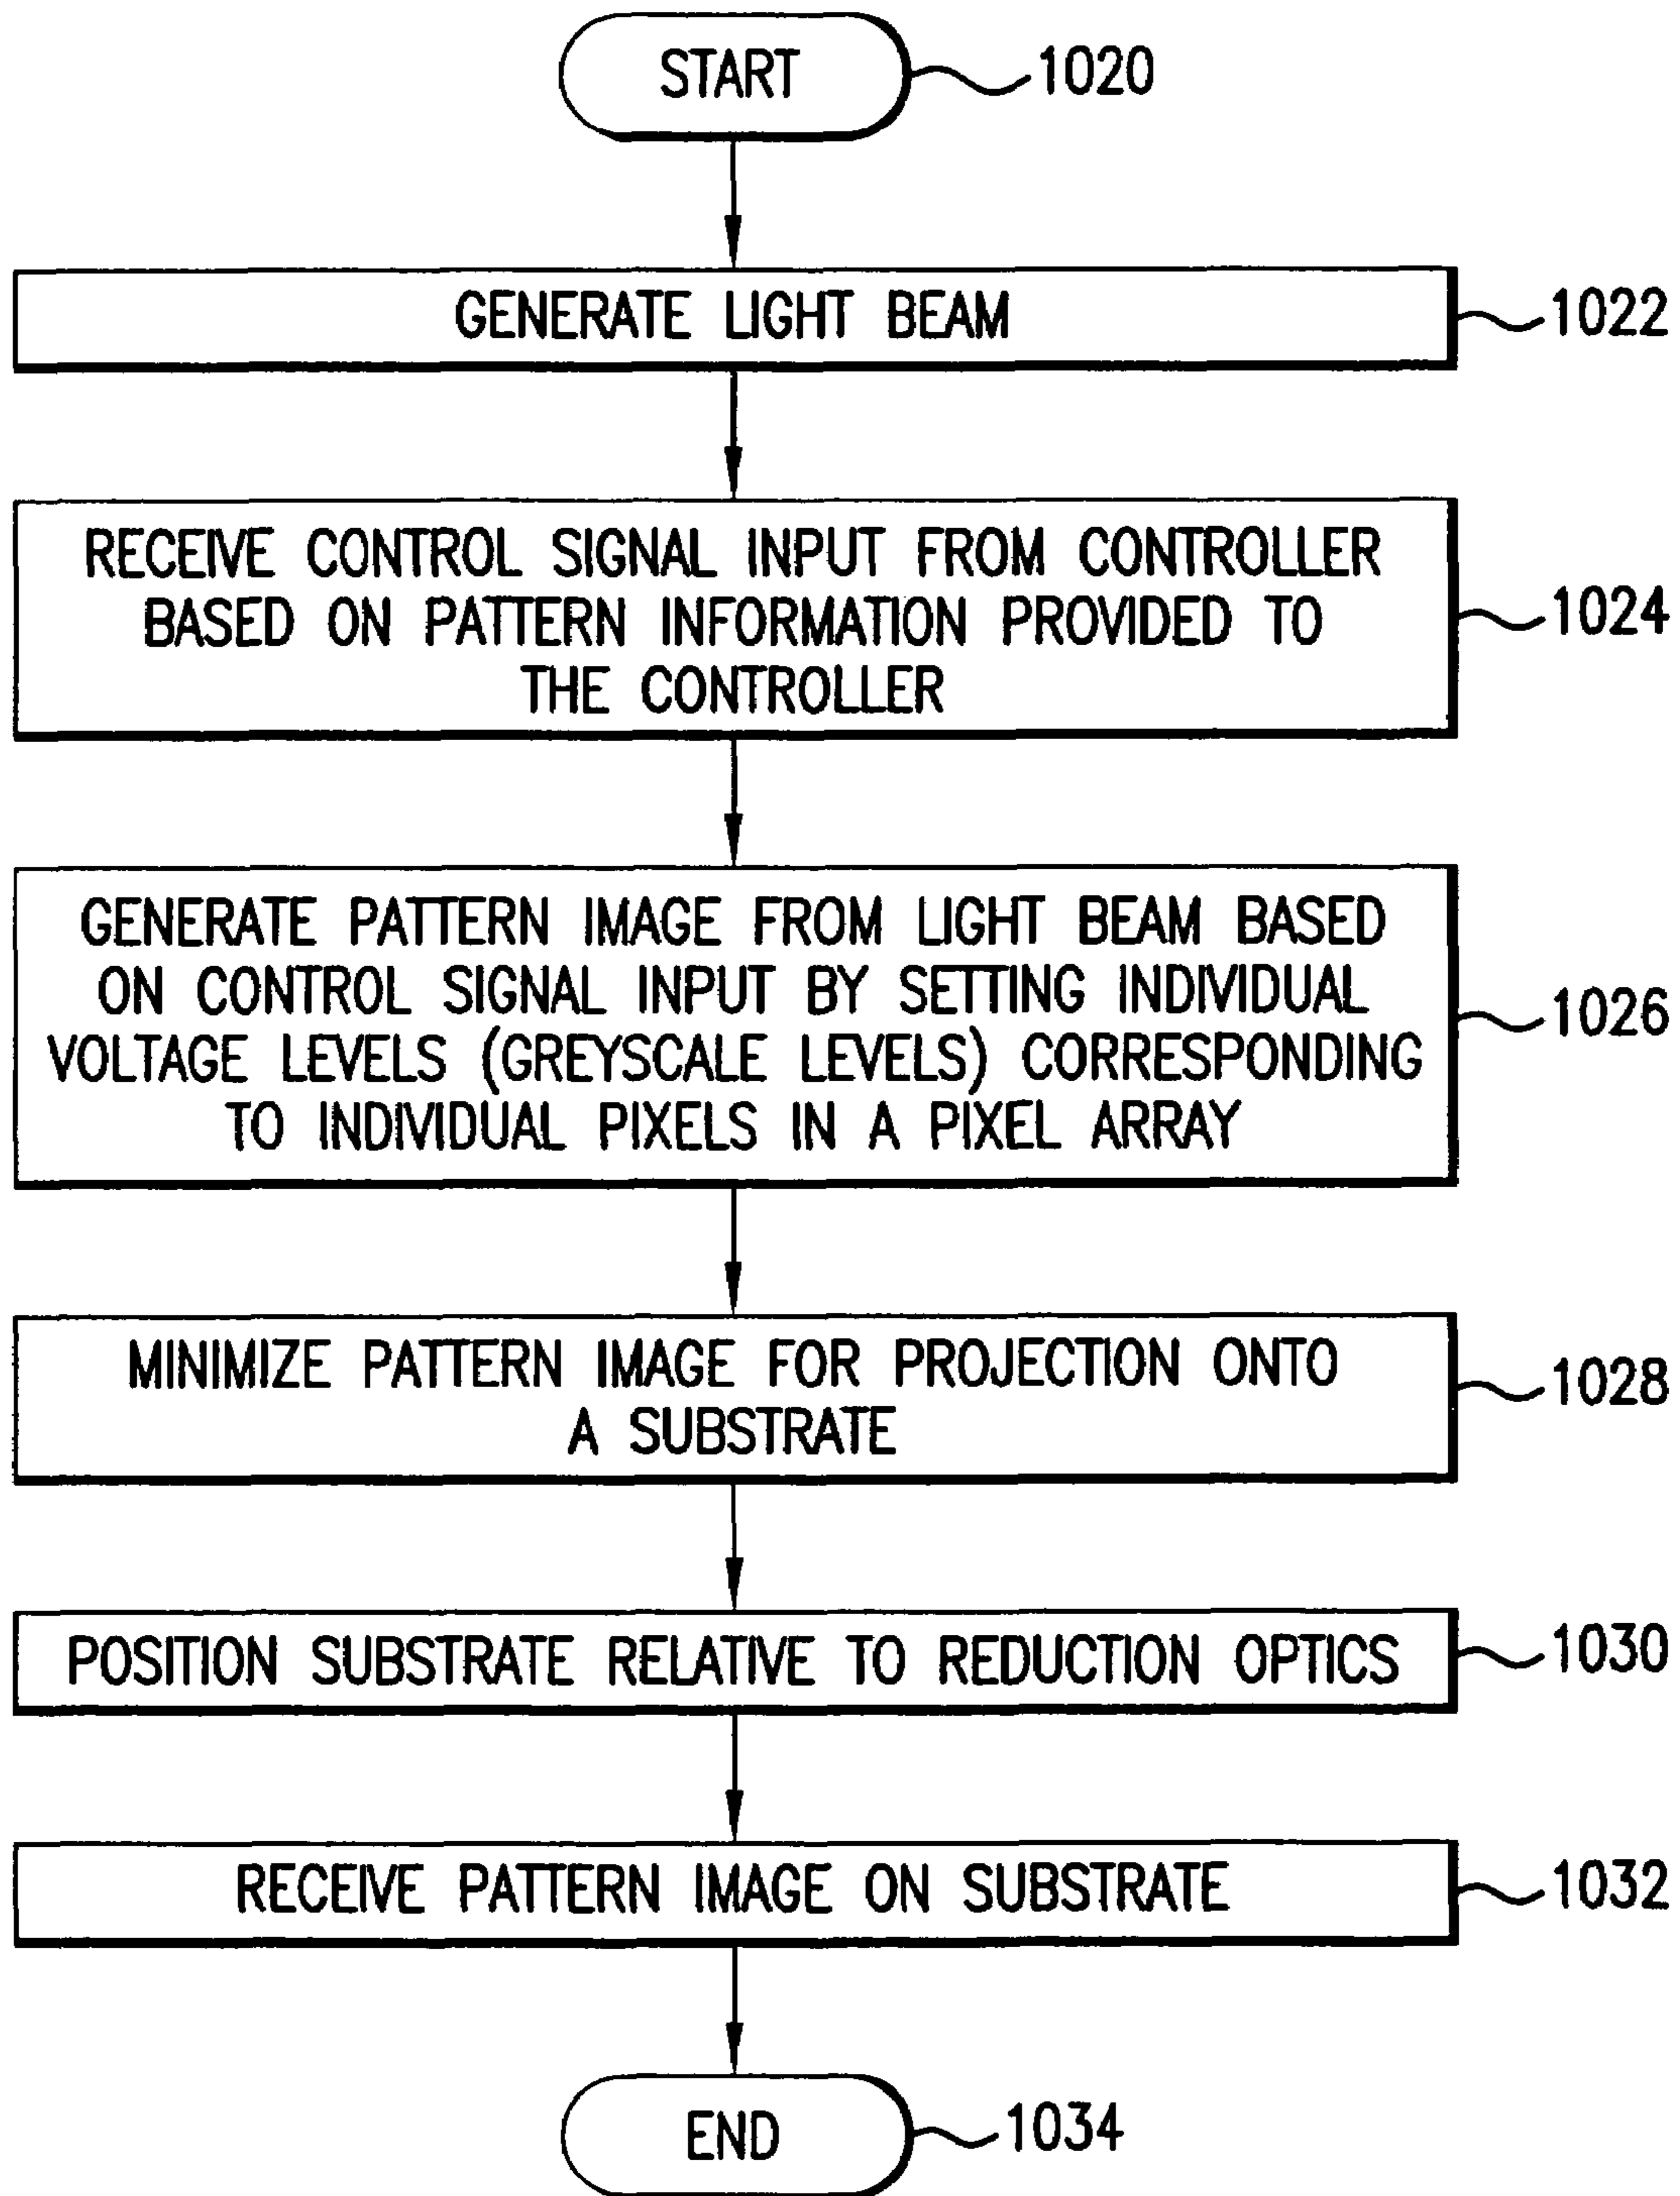 START
1020
GENERATE LIGHT BEAM
1022
RECEIVE CONTROL SIGNAL INPUT FROM CONTROLLER
BASED ON PATTERN INFORMATION PROVIDED TO
THE CONTROLLER
1024
GENERATE PATTERN IMAGE FROM LIGHT BEAM BASED
ON CONTROL SIGNAL INPUT BY SETTING INDIVIDUAL
VOLTAGE LEVELS (GREYSCALE LEVELS) CORRESPONDING
TO INDIVIDUAL PIXELS IN A PIXEL ARRAY
1026
MINIMIZE PATTERN IMAGE FOR PROJECTION ONTO
A SUBSTRATE
1028
POSITION SUBSTRATE RELATIVE TO REDUCTION OPTICS
1030
RECEIVE PATTERN IMAGE ON SUBSTRATE
1032
END
1034